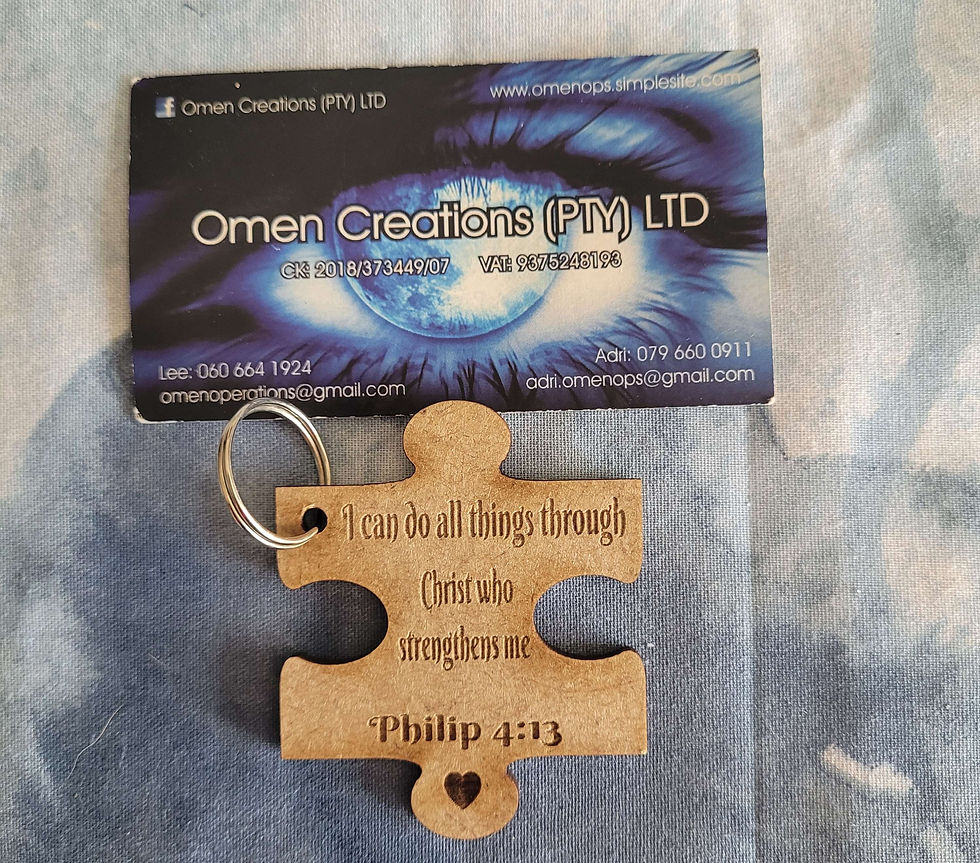 Omen Creations (PTY) LTD
www.omenops.simplesite.com
Omen Creations (PTY) LTD
CK: 2018/373449/07 VAT: 9375248193
Lee: 060 664 1924
omenoperations@gmail.com
Adri: 079 660 0911
adri.omenops@gmail.com
I can do all things through
Christ who
strengthens me
Philip 4:13